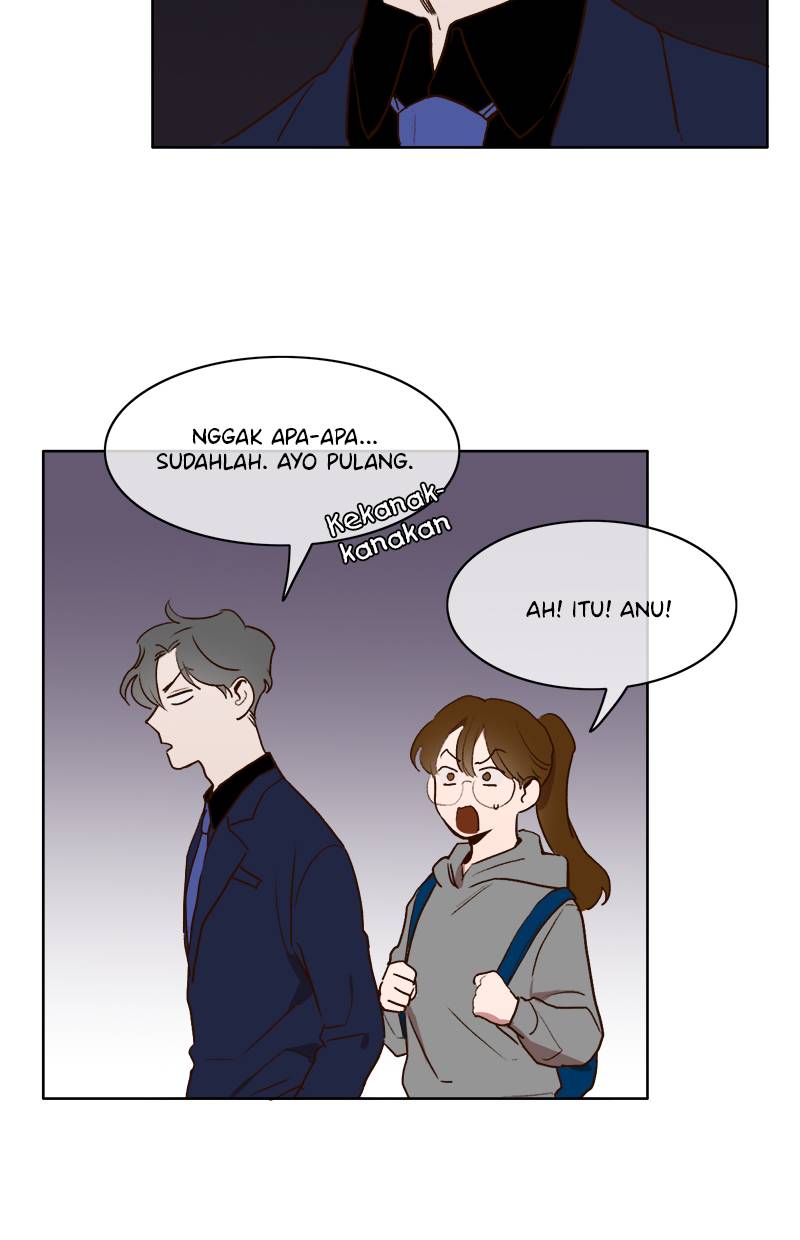 NGGAK APA-APA...
SUDAHLAH. AYO PULANG.
Kekanak-
kanakan
AH! ITU! ANU!